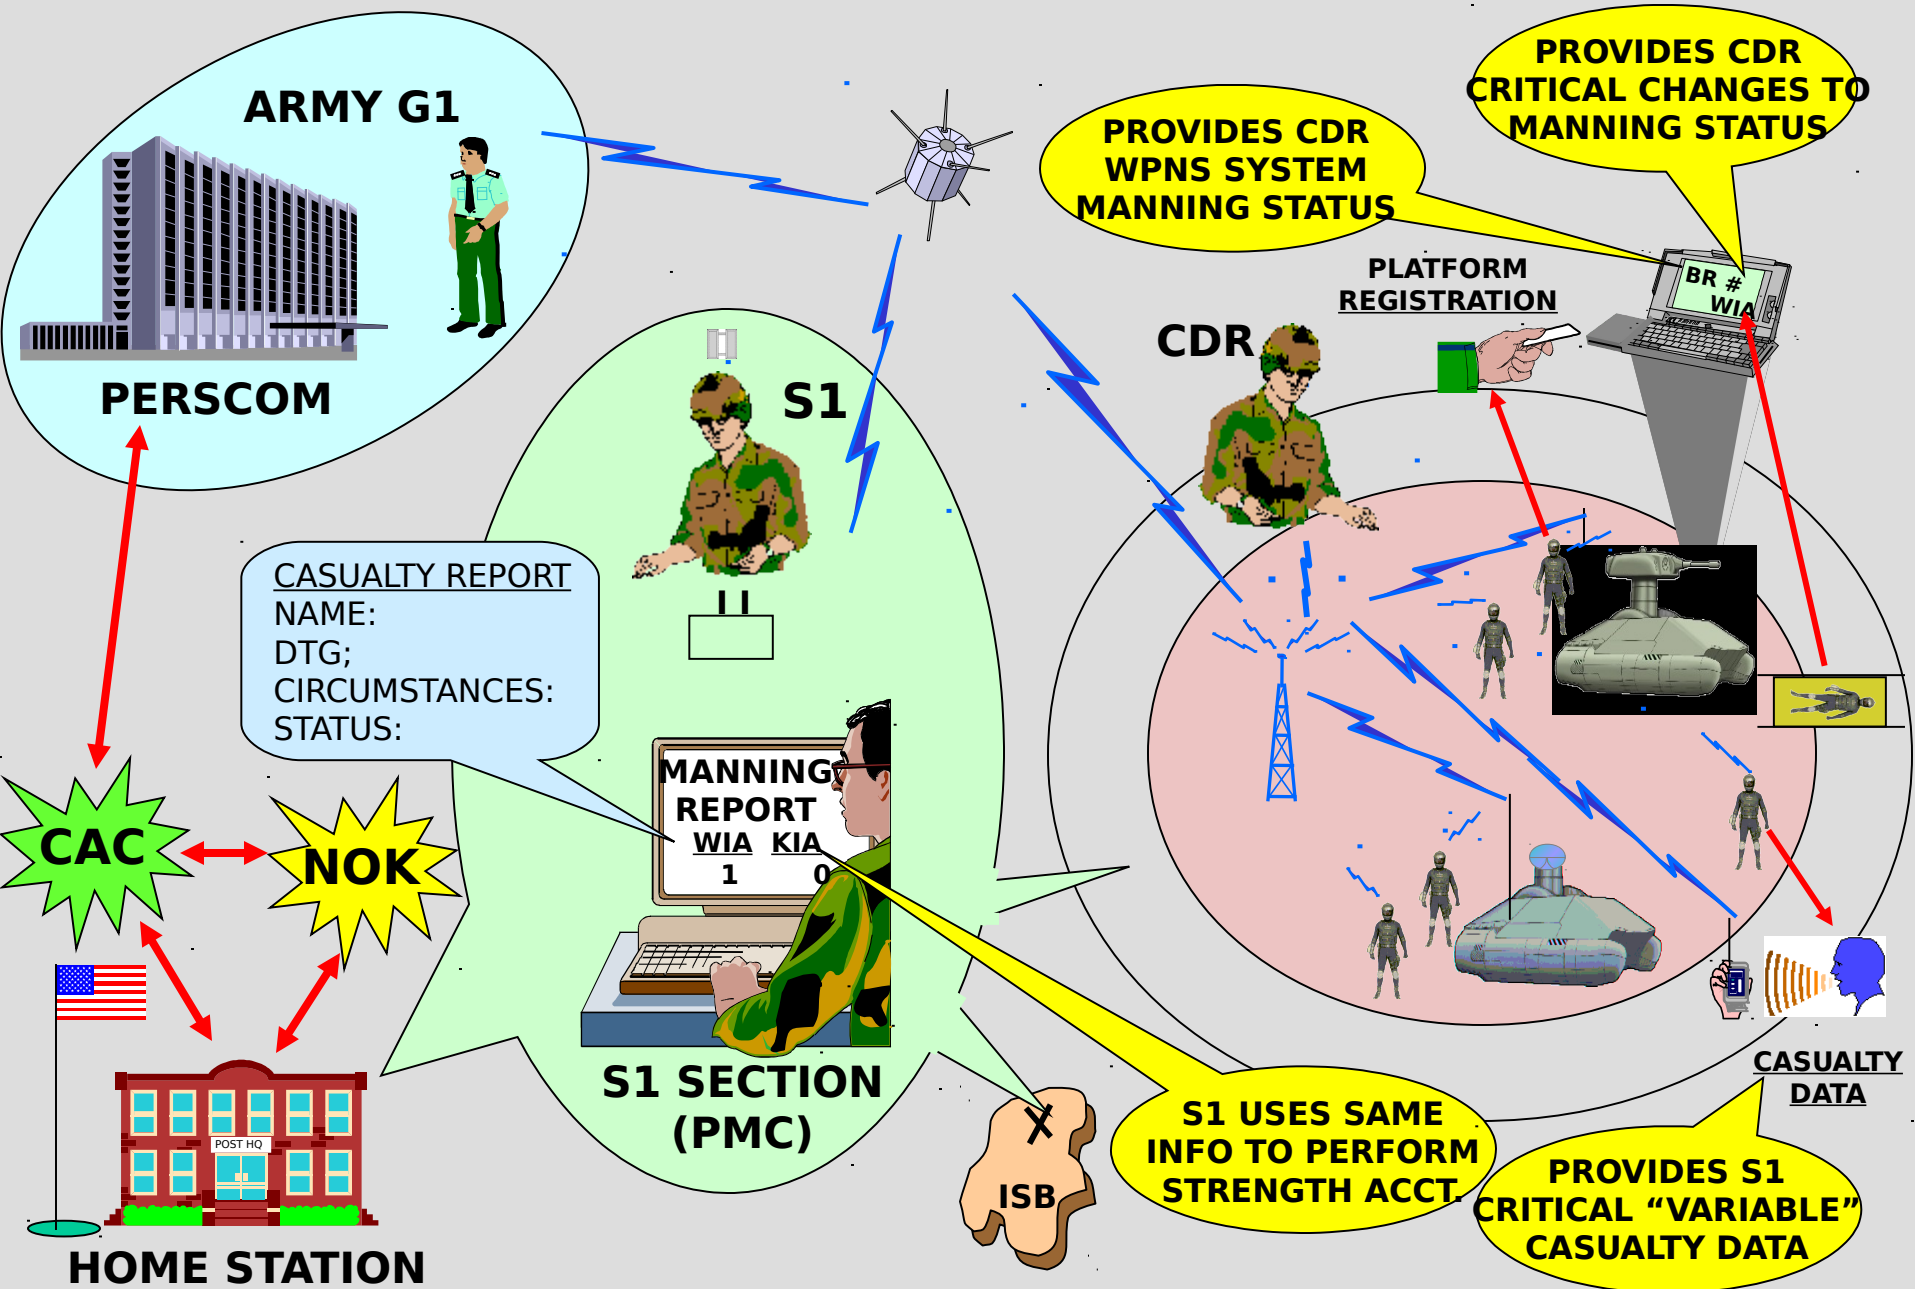 ARMY G1
PERSCOM
PROVIDES CDR
WPNS SYSTEM
MANNING STATUS
PROVIDES CDR
CRITICAL CHANGES TO
MANNING STATUS
PLATFORM
REGISTRATION
BR #
WIA
CDR
S1
CASUALTY REPORT
NAME:
DTG;
CIRCUMSTANCES:
STATUS:
MANNING
REPORT
WIA KIA
1 0
CAC
NOK
S1 SECTION
(PMC)
POST HQ
HOME STATION
ISB
S1 USES SAME
INFO TO PERFORM
STRENGTH ACCT.
CASUALTY
DATA
PROVIDES S1
CRITICAL “VARIABLE”
CASUALTY DATA